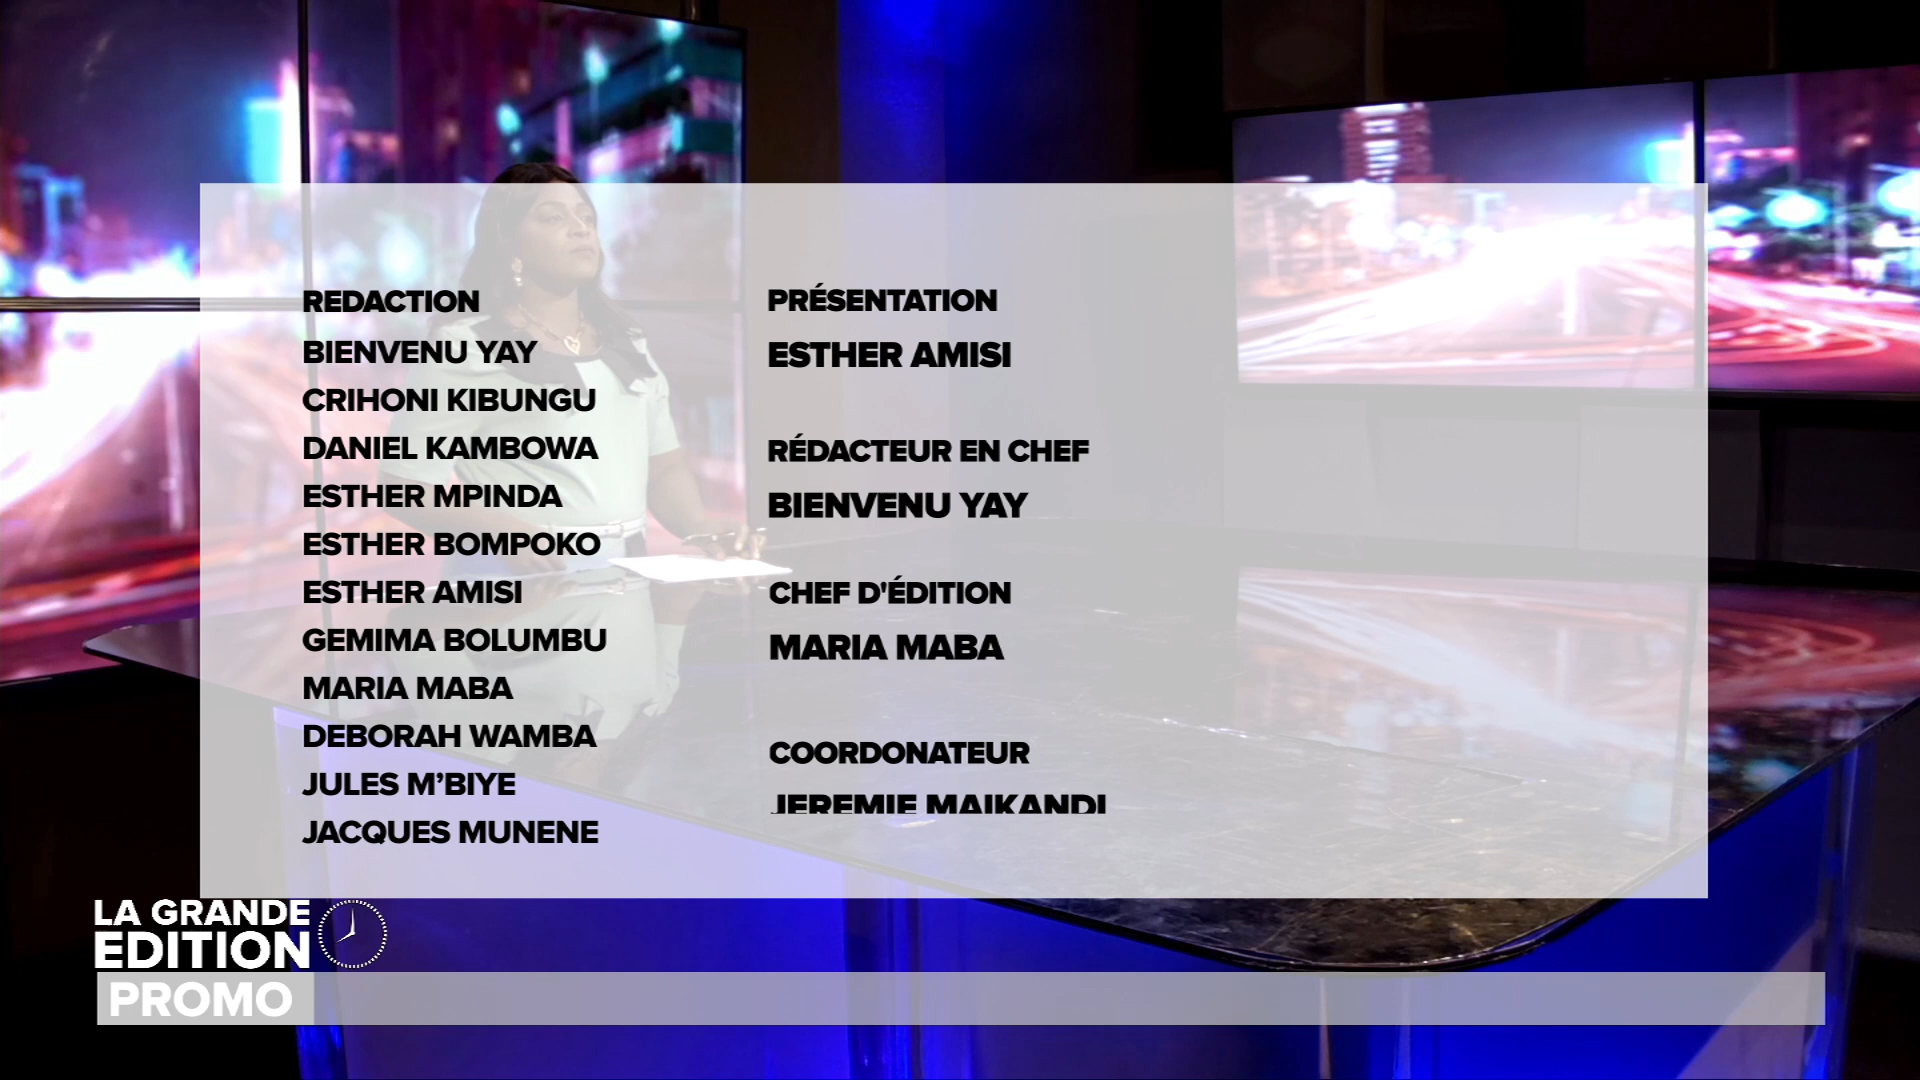 REDACTION
BIENVENU YAY
CRIHONI KIBUNGU
DANIEL KAMBOWA
ESTHER MPINDA
ESTHER BOMPOKO
ESTHER AMISI
GEMIMA BOLUMBU
MARIA MABA
DEBORAH WAMBA
JULES M’BIYE
JACQUES MUNENE
PRÉSENTATION
ESTHER AMISI
RÉDACTEUR EN CHEF
BIENVENU YAY
CHEF D'ÉDITION
MARIA MABA
COORDONATEUR
JEREMIE MAIKANDI
LA GRANDE
EDITION
PROMO